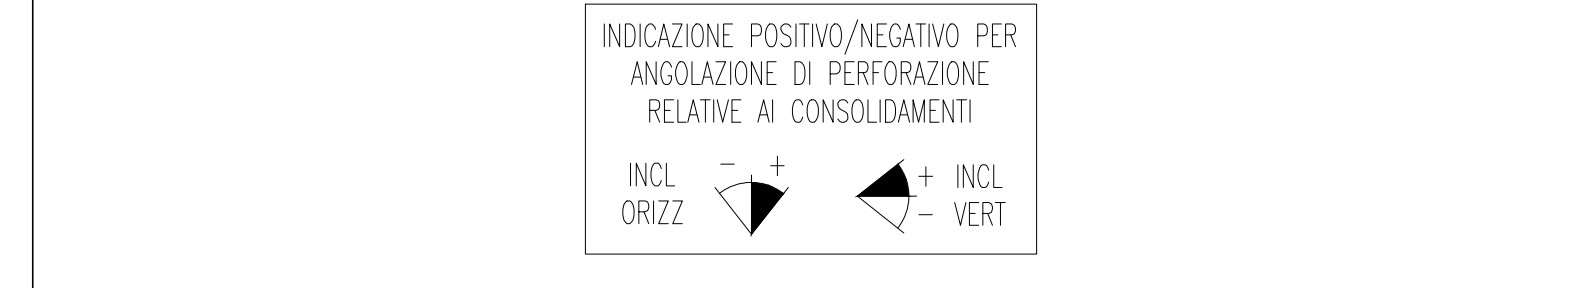 INDICAZIONE POSITIVO/NEGATIVO PER
ANGOLAZIONE DI PERFORAZIONE
RELATIVE AI CONSOLIDAMENTI
INCL
ORIZZ
- +
+
-
INCL
VERT